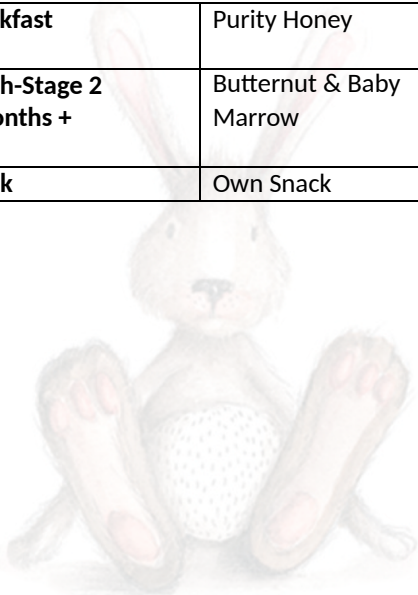 kfast Purity Honey
h-Stage 2 Butternut & Baby
onths + Marrow
k Own Snack